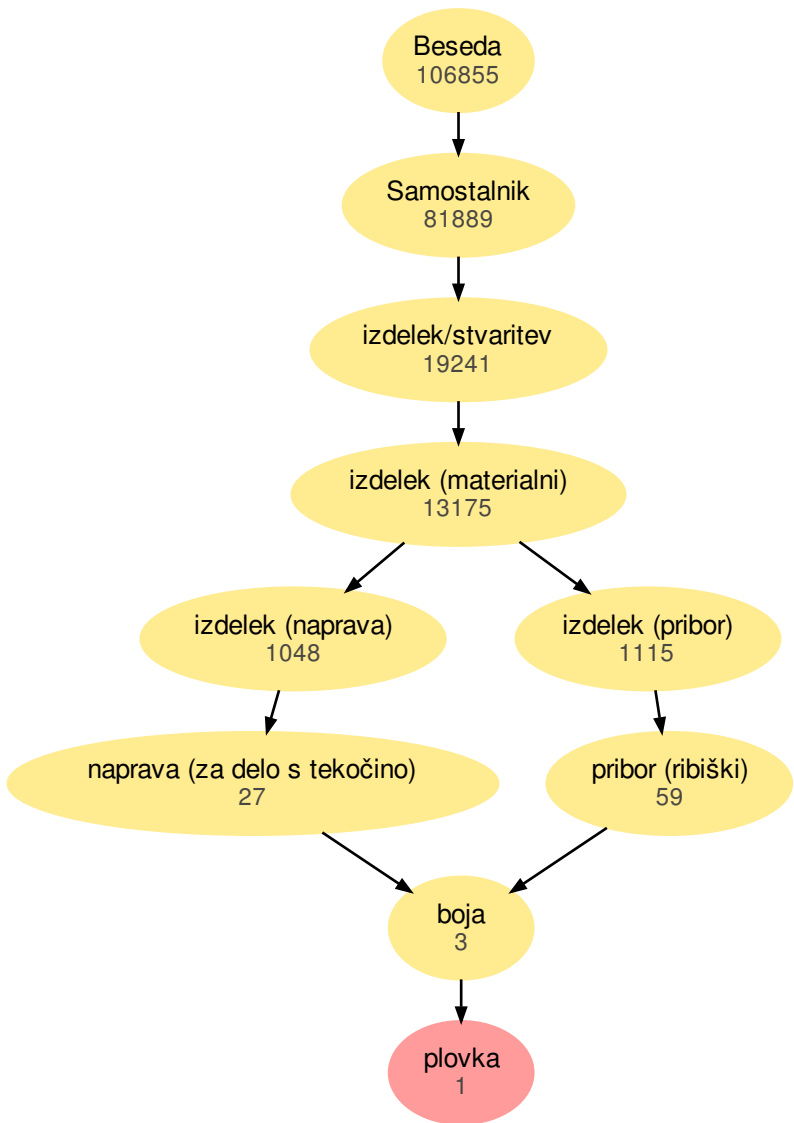 Beseda
106855
Samostalnik
81889
izdelek/stvaritev
19241
izdelek (materialni)
13175
izdelek (naprava)
1048
izdelek (pribor)
1115
naprava (za delo s tekočino)
27
pribor (ribiški)
59
boja
3
plovka
1